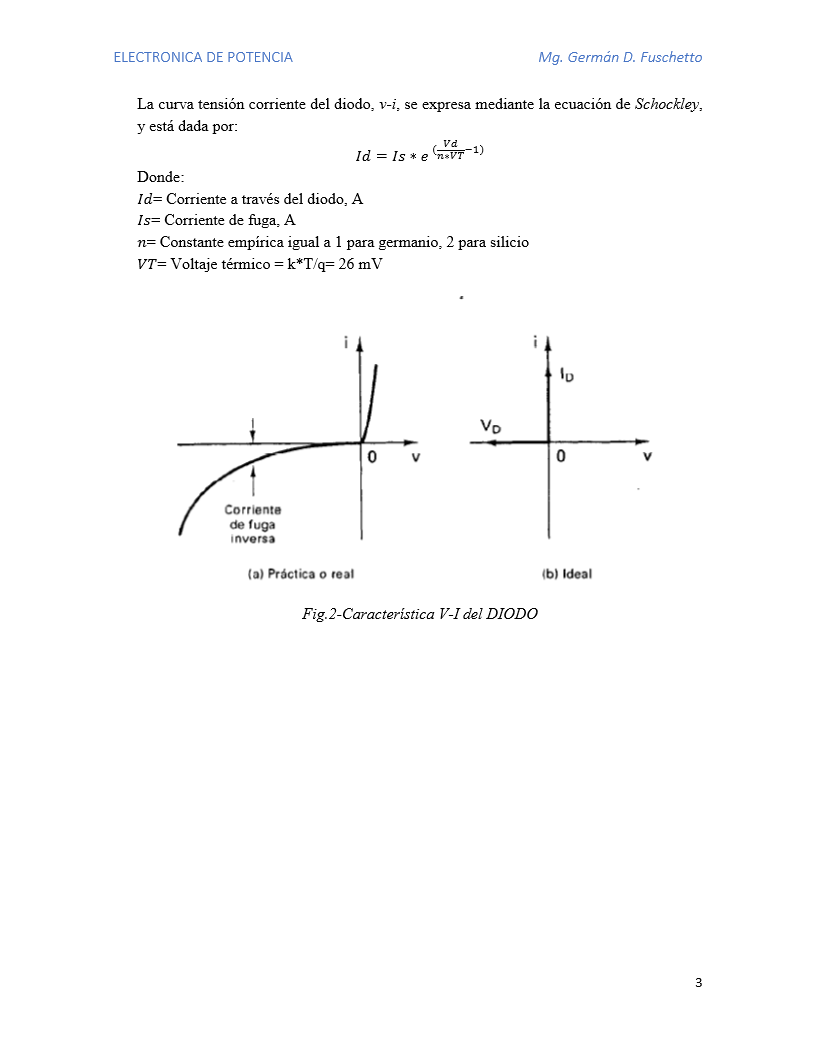 ELECTRONICA DE POTENCIA Mg. Germán D. Fuschetto
La curva tensión corriente del diodo, v-i, se expresa mediante la ecuación de Schockley,
y está dada por:
Id = Is ∗ e^(Vd/(n∗VT) −1)
Donde:
Id= Corriente a través del diodo, A
Is= Corriente de fuga, A
n= Constante empírica igual a 1 para germanio, 2 para silicio
VT= Voltaje térmico = k*T/q= 26 mV
i
0 v
Corriente
de fuga
inversa
(a) Práctica o real
i
I_D
V_D
0 v
(b) Ideal
Fig.2-Característica V-I del DIODO
3